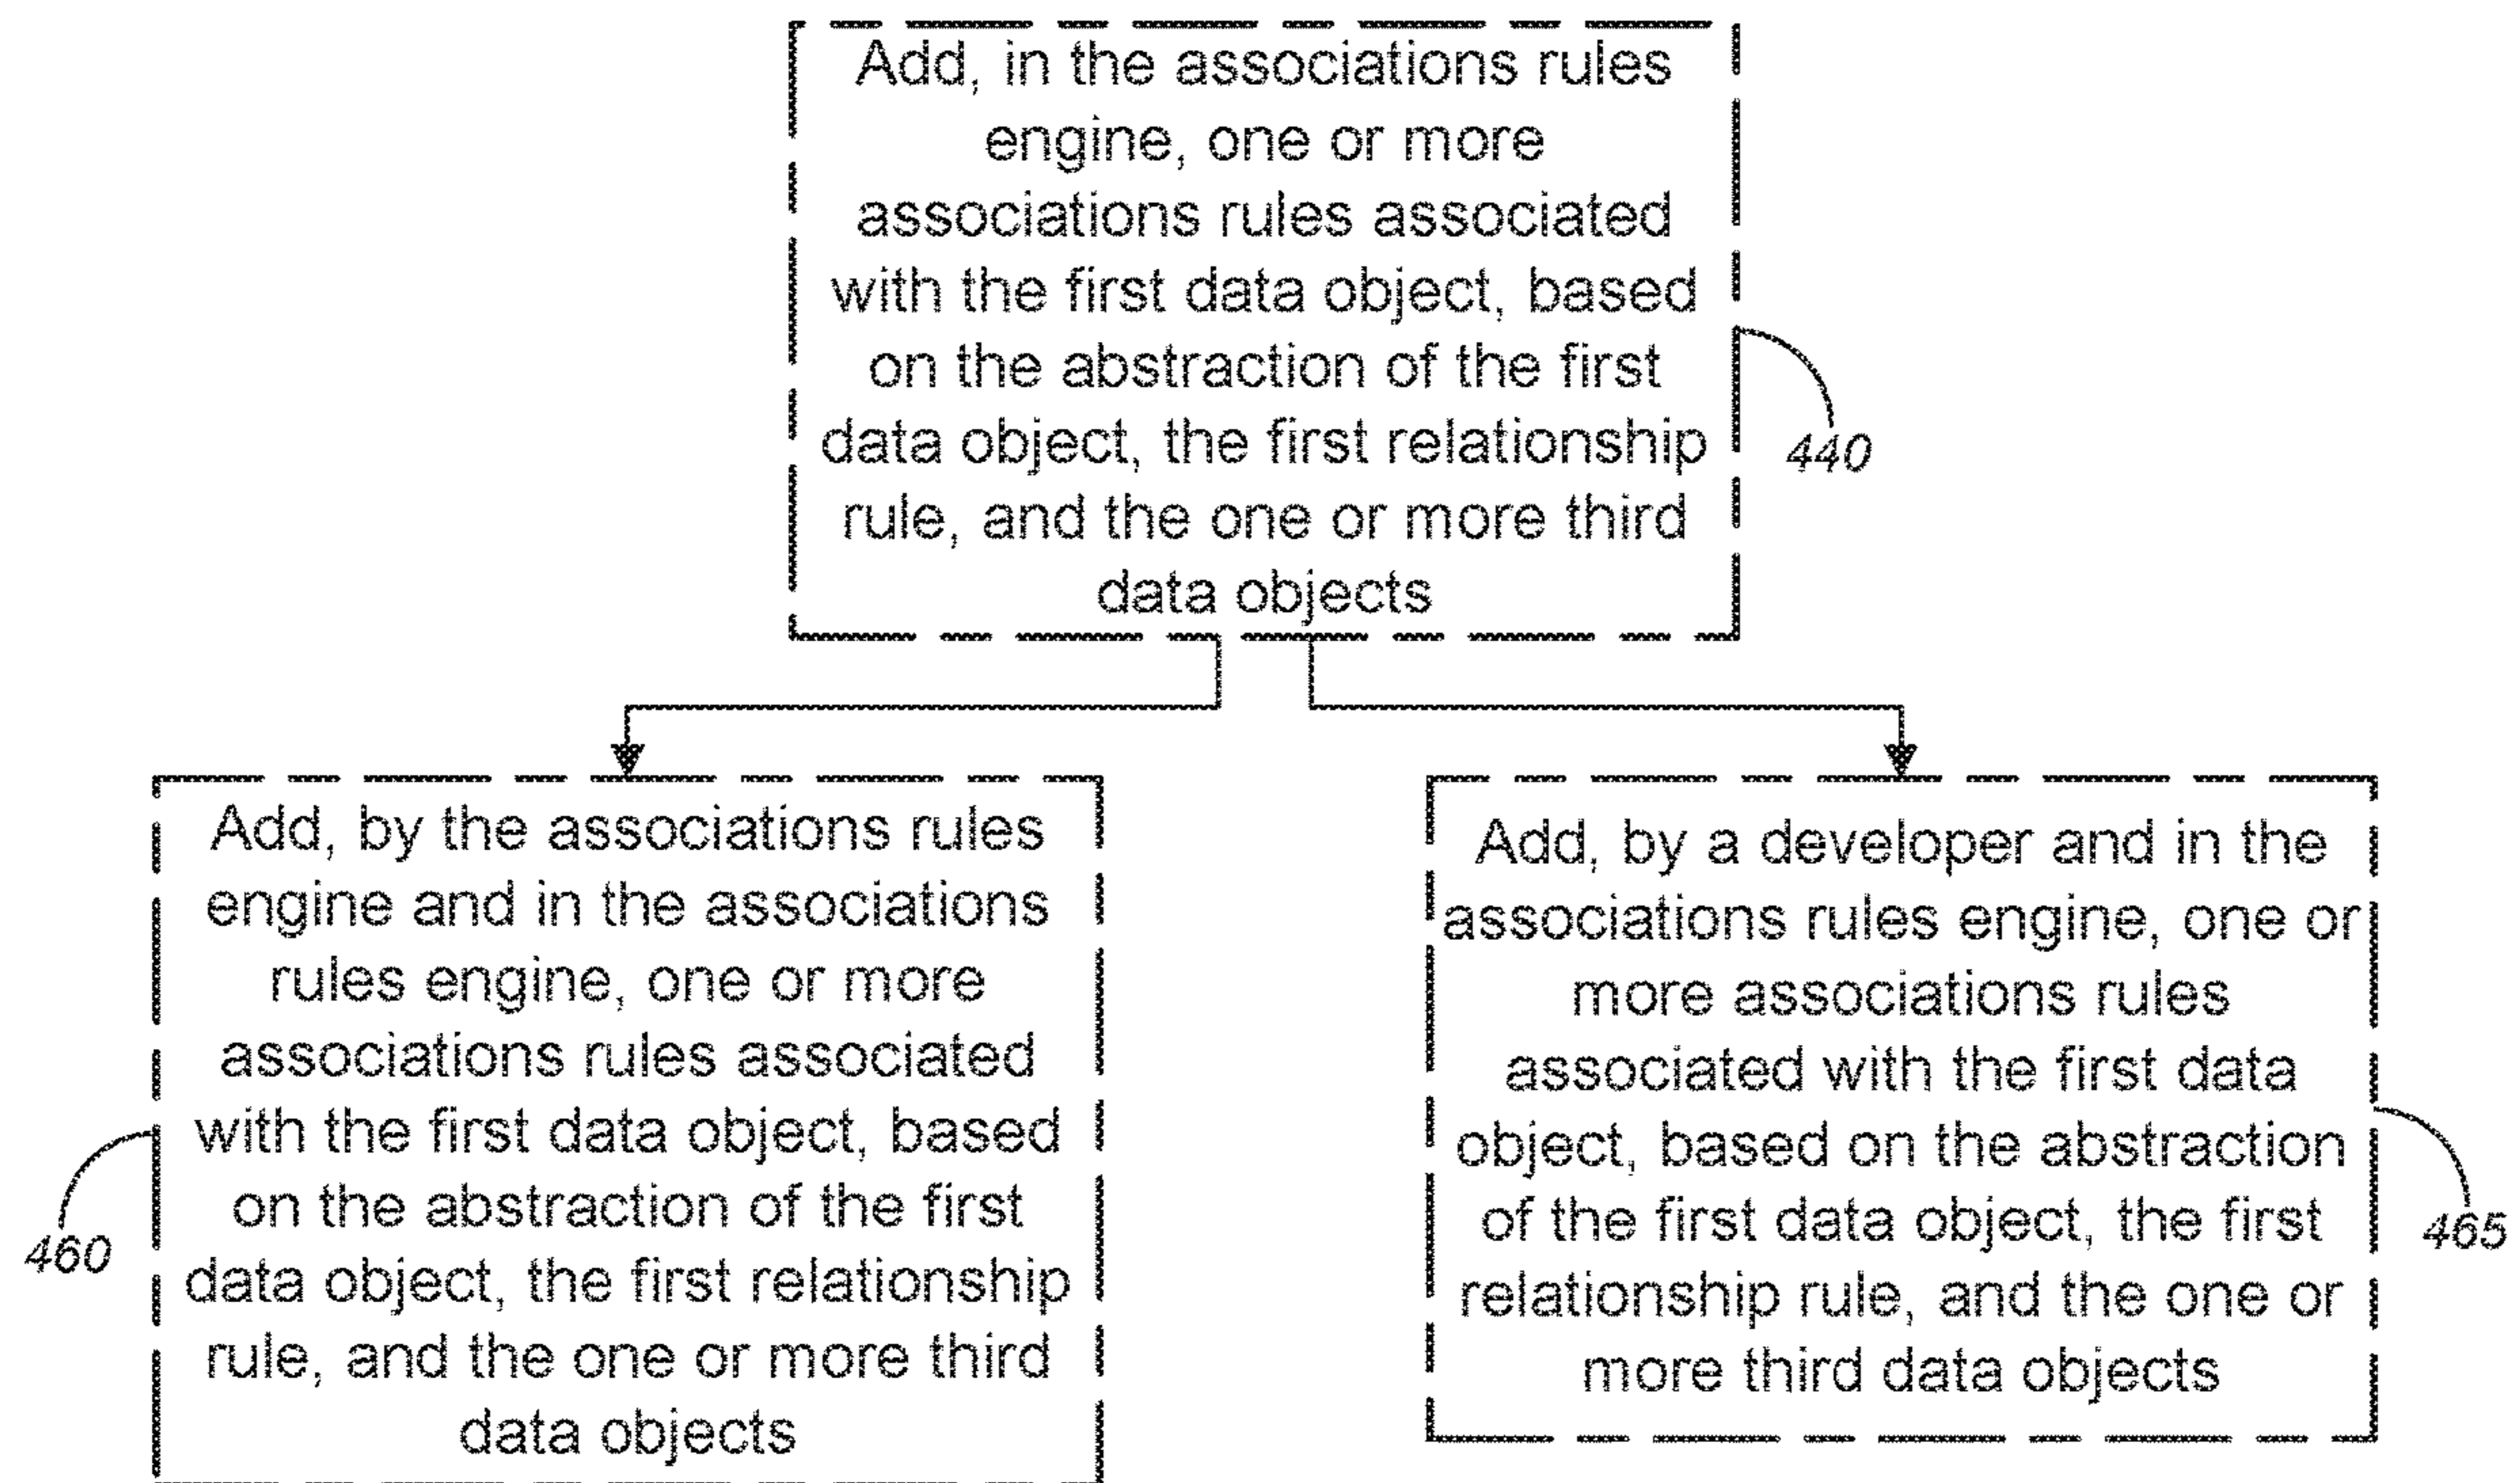 Add, in the associations rules
engine, one or more
associations rules associated
with the first data object, based
on the abstraction of the first
data object, the first relationship
rule, and the one or more third
data objects
440
Add, by the associations rules
engine and in the associations
rules engine, one or more
associations rules associated
with the first data object, based
on the abstraction of the first
data object, the first relationship
rule, and the one or more third
data objects
460
Add, by a developer and in the
associations rules engine, one or
more associations rules
associated with the first data
object, based on the abstraction
of the first data object, the first
relationship rule, and the one or
more third data objects
465